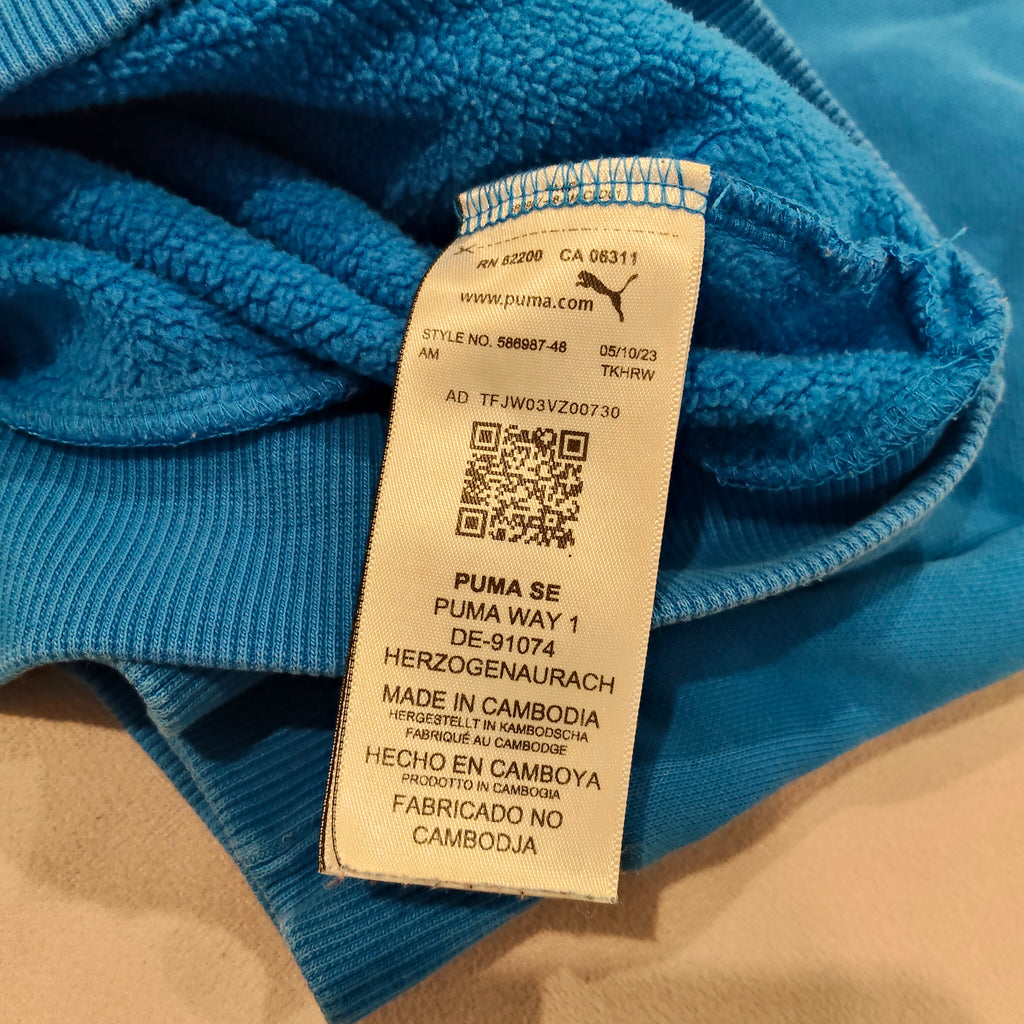 RN 62200 CA 05311
www.puma.com
STYLE NO. 586987-48 05/10/23
AM TKHRW
AD TFJW03VZ00730
PUMA SE
PUMA WAY 1
DE-91074
HERZOGENAURACH
MADE IN CAMBODIA
HERGESTELLT IN KAMBODSCHA
FABRIQUÉ AU CAMBODGE
HECHO EN CAMBOYA
PRODOTTO IN CAMBOGIA
FABRICADO NO
CAMBODJA